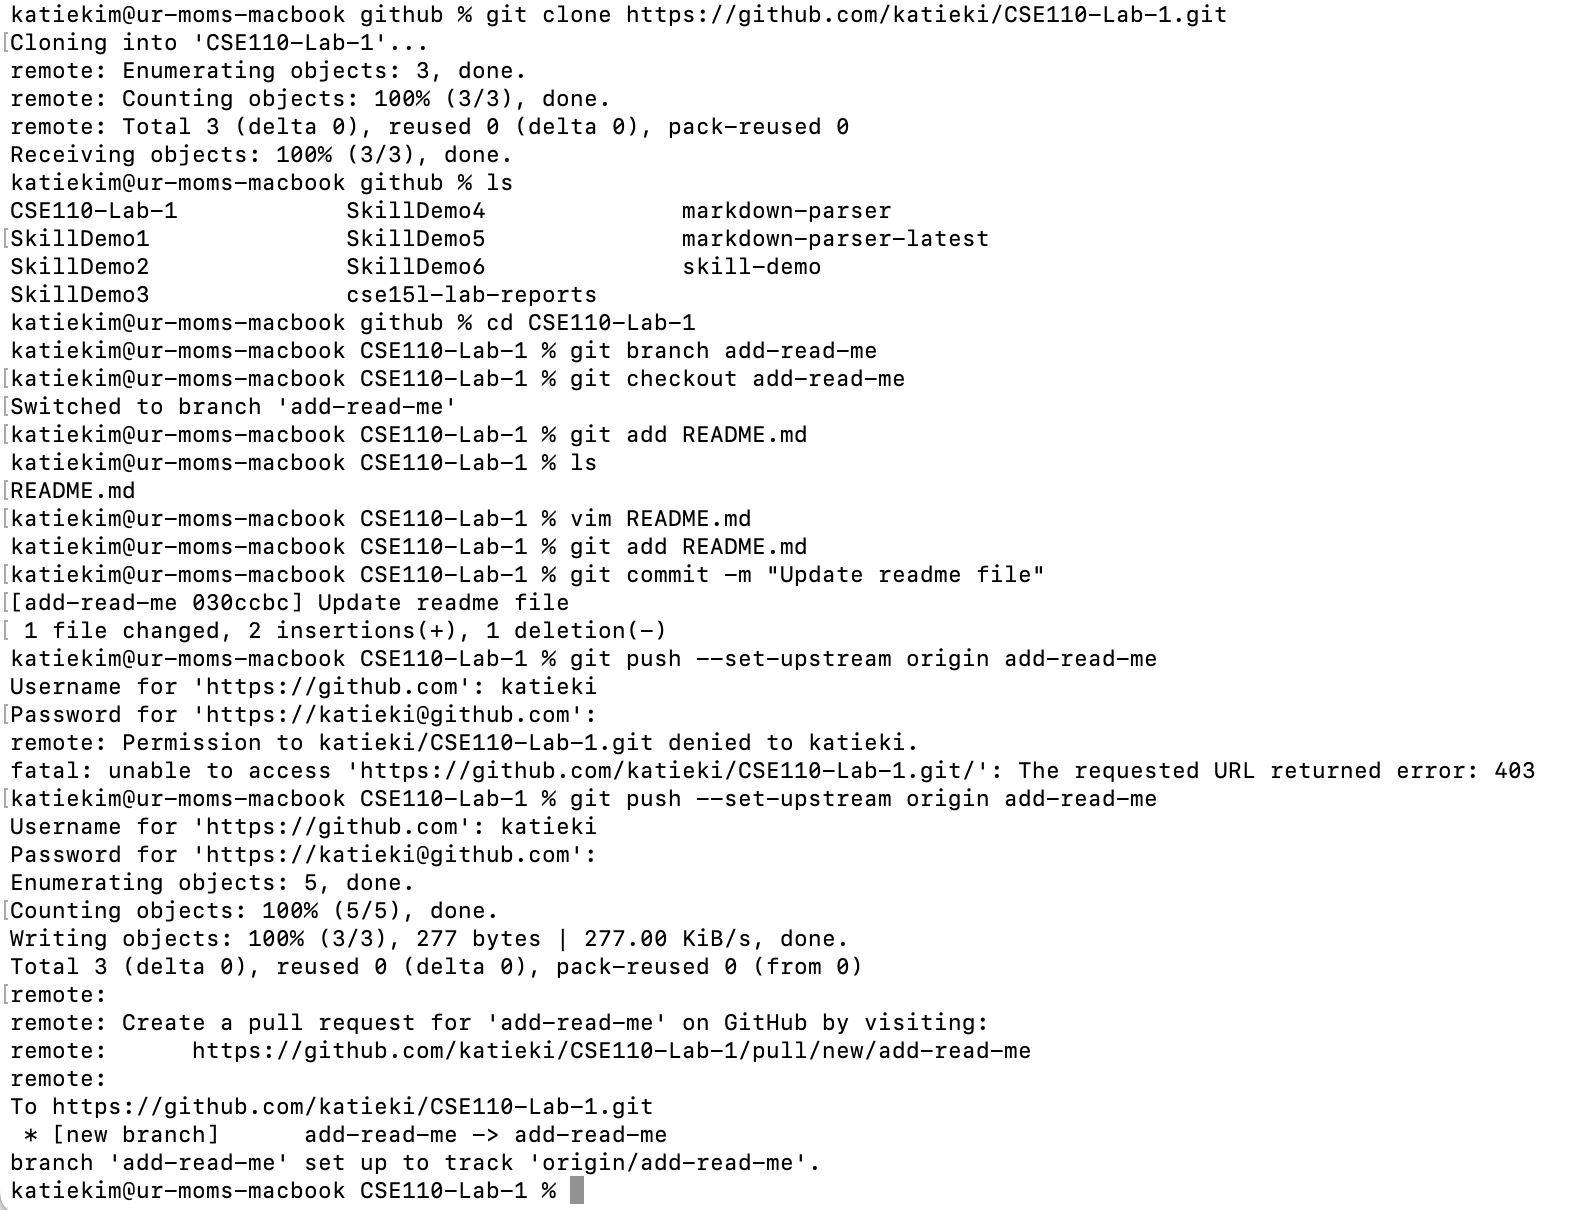 katiekim@ur-moms-macbook github % git clone https://github.com/katieki/CSE110-Lab-1.git
[Cloning into 'CSE110-Lab-1'...
remote: Enumerating objects: 3, done.
remote: Counting objects: 100% (3/3), done.
remote: Total 3 (delta 0), reused 0 (delta 0), pack-reused 0
Receiving objects: 100% (3/3), done.
katiekim@ur-moms-macbook github % ls
CSE110-Lab-1            SkillDemo4              markdown-parser
[SkillDemo1              SkillDemo5              markdown-parser-latest
SkillDemo2              SkillDemo6              skill-demo
SkillDemo3              cse15l-lab-reports
katiekim@ur-moms-macbook github % cd CSE110-Lab-1
katiekim@ur-moms-macbook CSE110-Lab-1 % git branch add-read-me
[katiekim@ur-moms-macbook CSE110-Lab-1 % git checkout add-read-me
[Switched to branch 'add-read-me'
[katiekim@ur-moms-macbook CSE110-Lab-1 % git add README.md
katiekim@ur-moms-macbook CSE110-Lab-1 % ls
[README.md
[katiekim@ur-moms-macbook CSE110-Lab-1 % vim README.md
katiekim@ur-moms-macbook CSE110-Lab-1 % git add README.md
[katiekim@ur-moms-macbook CSE110-Lab-1 % git commit -m "Update readme file"
[[add-read-me 030ccbc] Update readme file
[ 1 file changed, 2 insertions(+), 1 deletion(-)
katiekim@ur-moms-macbook CSE110-Lab-1 % git push --set-upstream origin add-read-me
Username for 'https://github.com': katieki
[Password for 'https://katieki@github.com':
remote: Permission to katieki/CSE110-Lab-1.git denied to katieki.
fatal: unable to access 'https://github.com/katieki/CSE110-Lab-1.git/': The requested URL returned error: 403
[katiekim@ur-moms-macbook CSE110-Lab-1 % git push --set-upstream origin add-read-me
Username for 'https://github.com': katieki
Password for 'https://katieki@github.com':
Enumerating objects: 5, done.
[Counting objects: 100% (5/5), done.
Writing objects: 100% (3/3), 277 bytes | 277.00 KiB/s, done.
Total 3 (delta 0), reused 0 (delta 0), pack-reused 0 (from 0)
[remote:
remote: Create a pull request for 'add-read-me' on GitHub by visiting:
remote:      https://github.com/katieki/CSE110-Lab-1/pull/new/add-read-me
remote:
To https://github.com/katieki/CSE110-Lab-1.git
 * [new branch]      add-read-me -> add-read-me
branch 'add-read-me' set up to track 'origin/add-read-me'.
katiekim@ur-moms-macbook CSE110-Lab-1 %